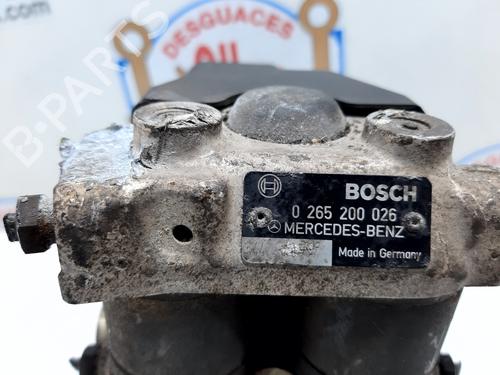 DESGUACES
B-PARTS
BOSCH
0 265 200 026
MERCEDES-BENZ
Made in Germany